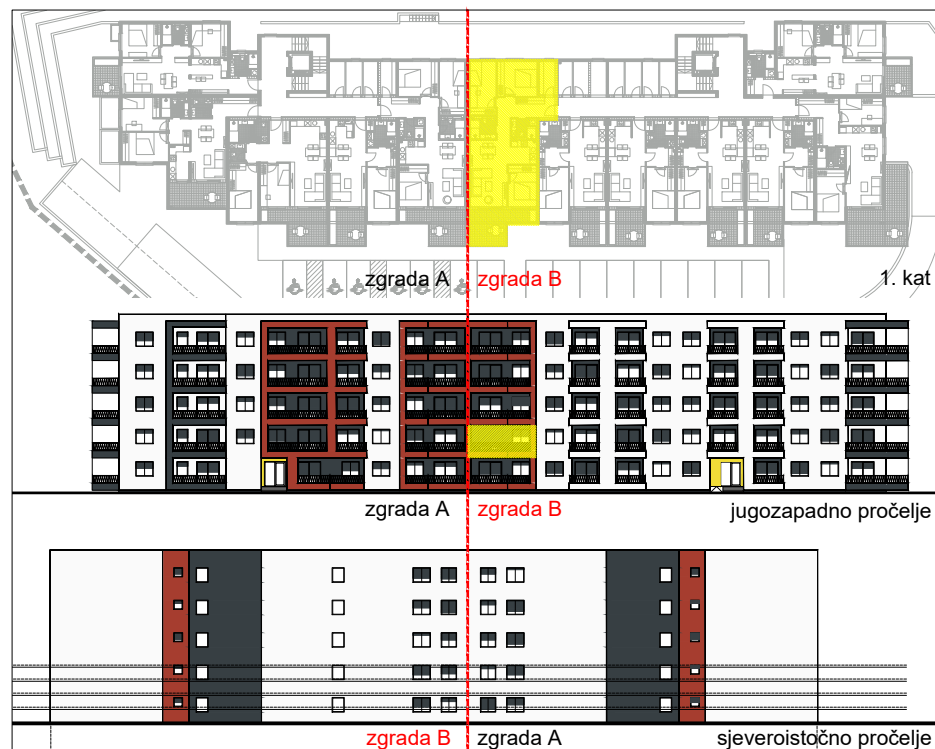 zgrada A zgrada B 1. kat
zgrada A zgrada B jugozapadno pročelje
zgrada B zgrada A sjeveroistočno pročelje